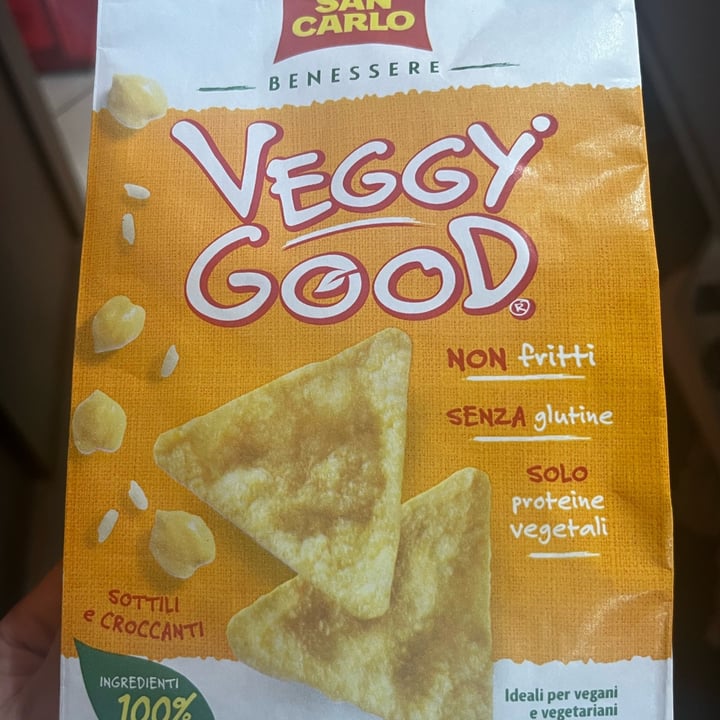 SAN
CARLO
BENESSERE
VEGGY
GOOD®
NON fritti
SENZA glutine
SOLO
proteine
vegetali
SOTTILI
e CROCCANTI
INGREDIENTI
100%
Ideali per vegani
e vegetariani